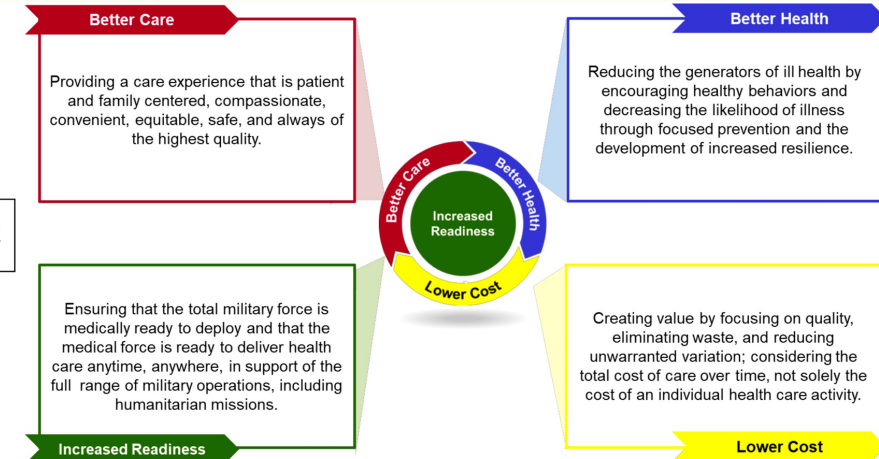 Better Care
Providing a care experience that is patient
and family centered, compassionate,
convenient, equitable, safe, and always of
the highest quality.
Better Health
Reducing the generators of ill health by
encouraging healthy behaviors and
decreasing the likelihood of illness
through focused prevention and the
development of increased resilience.
Better Care
Better Health
Increased
Readiness
Lower Cost
Ensuring that the total military force is
medically ready to deploy and that the
medical force is ready to deliver health
care anytime, anywhere, in support of the
full range of military operations, including
humanitarian missions.
Increased Readiness
Creating value by focusing on quality,
eliminating waste, and reducing
unwarranted variation; considering the
total cost of care over time, not solely the
cost of an individual health care activity.
Lower Cost